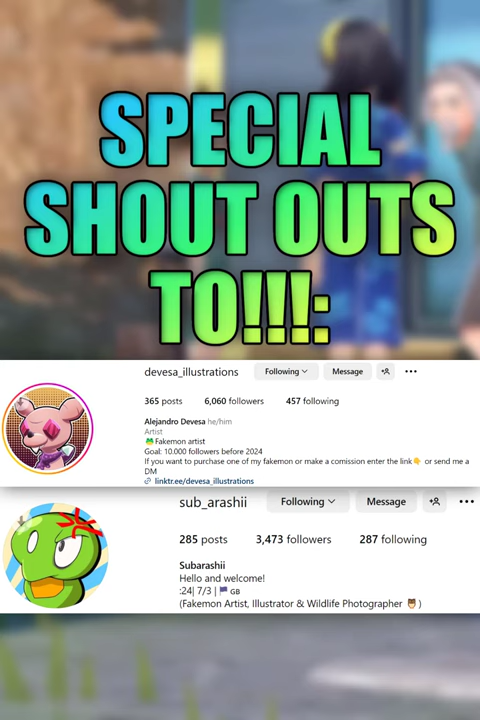 SPECIAL
SHOUT OUTS
TO!!!:
devesa_illustrations Following Message
365 posts 6,060 followers 457 following
Alejandro Devesa he/him
Artist
🐸Fakemon artist
Goal: 10.000 followers before 2024
If you want to purchase one of my fakemon or make a comission enter the link👇 or send me a
DM
linktr.ee/devesa_illustrations
sub_arashii Following Message
285 posts 3,473 followers 287 following
Subarashii
Hello and welcome!
:24| 7/3 | 🏴 GB
(Fakemon Artist, Illustrator & Wildlife Photographer 🦉)